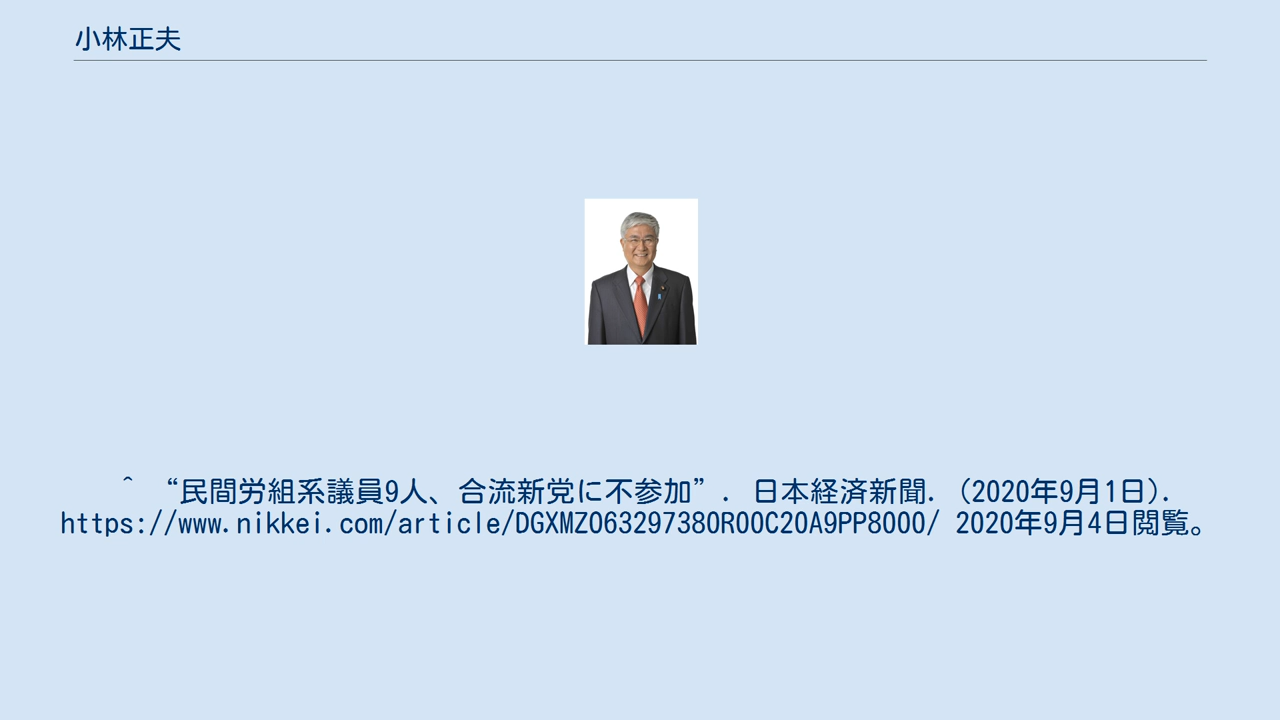 小林正夫
^ “民間労組系議員9人、合流新党に不参加”. 日本経済新聞. (2020年9月1日).
https://www.nikkei.com/article/DGXMZO63297380R00C20A9PP8000/ 2020年9月4日閲覧。